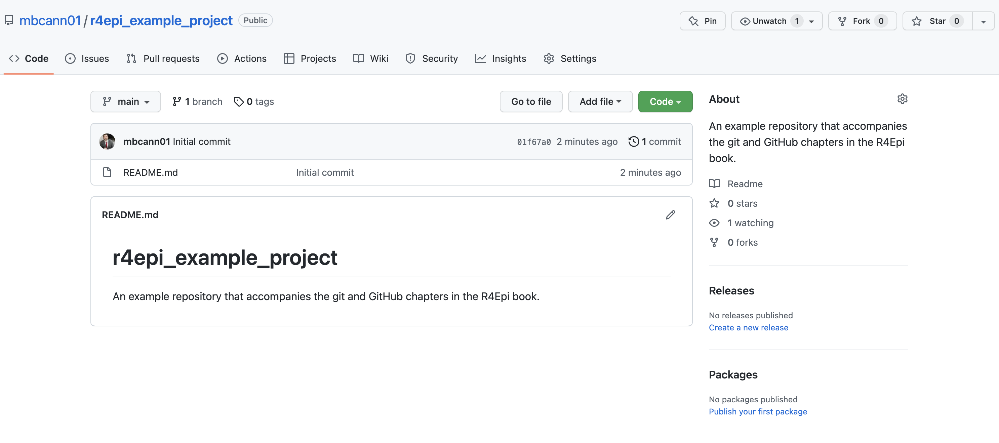 mbcann01 / r4epi_example_project Public
Pin Unwatch 1 Fork 0 Star 0
Code Issues Pull requests Actions Projects Wiki Security Insights Settings
main 1 branch 0 tags Go to file Add file Code
mbcann01 Initial commit 01f67a0 2 minutes ago 1 commit
README.md Initial commit 2 minutes ago
README.md
r4epi_example_project
An example repository that accompanies the git and GitHub chapters in the R4Epi book.
About
An example repository that accompanies
the git and GitHub chapters in the R4Epi
book.
Readme
0 stars
1 watching
0 forks
Releases
No releases published
Create a new release
Packages
No packages published
Publish your first package